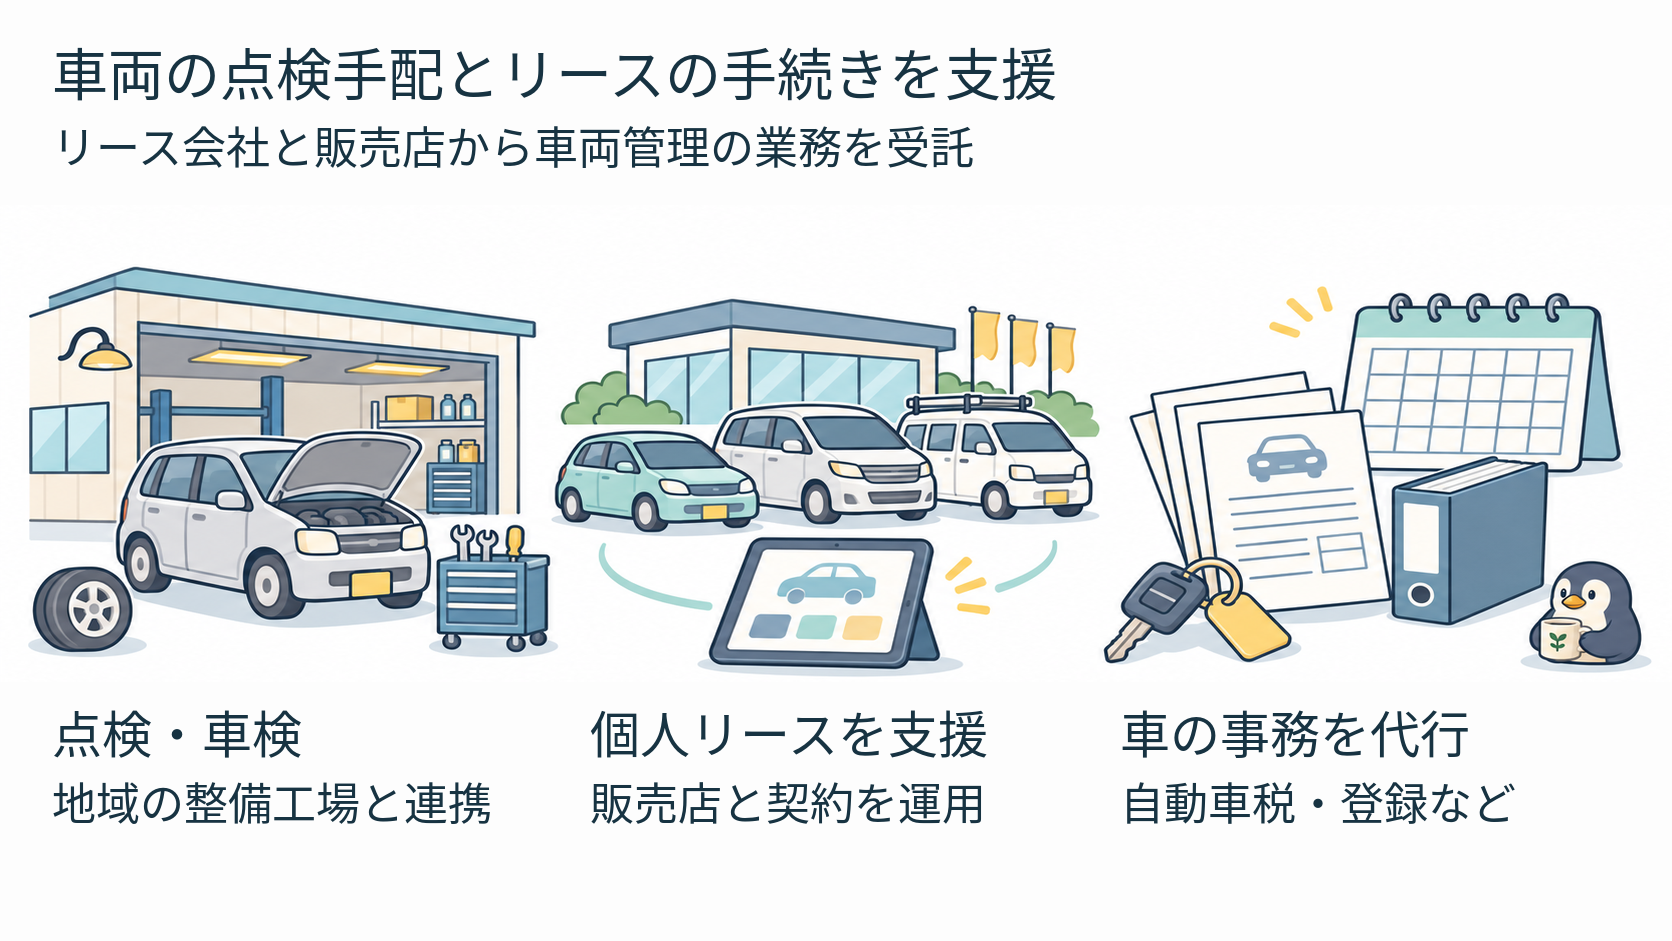 車両の点検手配とリースの手続きを支援
リース会社と販売店から車両管理の業務を受託
点検・車検
地域の整備工場と連携
個人リースを支援
販売店と契約を運用
車の事務を代行
自動車税・登録など